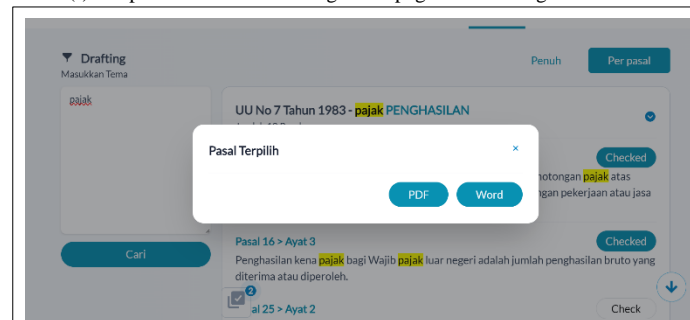 Drafting
Masukkan Tema
Penuh
Per pasal
pajak
Cari
UU No 7 Tahun 1983 - pajak PENGHASILAN
Pasal Terpilih
×
PDF
Word
Checked
pajak atas
pekerjaan atau jasa
Pasal 16 > Ayat 3
Checked
Penghasilan kena pajak bagi Wajib pajak luar negeri adalah jumlah penghasilan bruto yang
diterima atau diperoleh.
2
al 25 > Ayat 2
Check